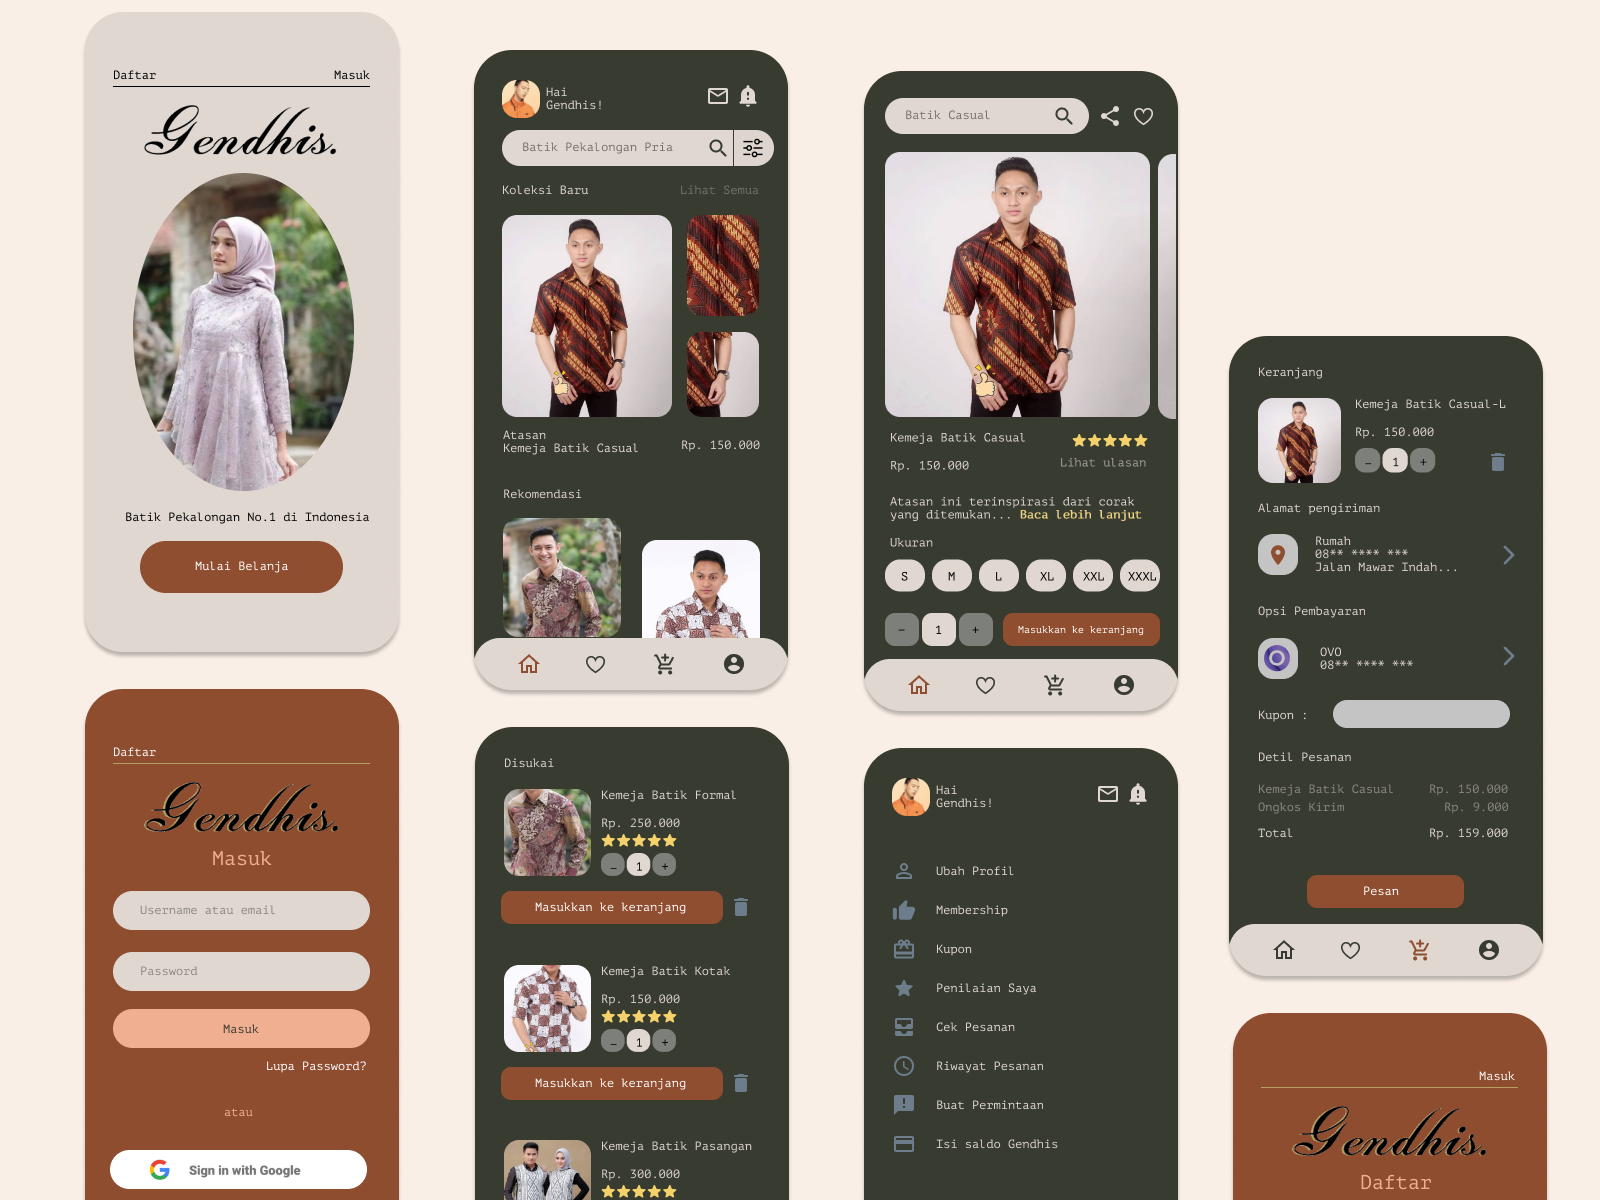 Daftar
Masuk
Gendhis.
Batik Pekalongan No.1 di Indonesia
Mulai Belanja
Daftar
Gendhis.
Masuk
Username atau email
Password
Masuk
Lupa Password?
atau
Sign in with Google
Hai
Gendhis!
Batik Pekalongan Pria
Koleksi Baru
Lihat Semua
Atasan
Kemeja Batik Casual
Rp. 150.000
Rekomendasi
Disukai
Kemeja Batik Formal
Rp. 250.000
− 1 +
Masukkan ke keranjang
Kemeja Batik Kotak
Rp. 150.000
− 1 +
Masukkan ke keranjang
Kemeja Batik Pasangan
Rp. 300.000
Batik Casual
Kemeja Batik Casual
Rp. 150.000
Lihat ulasan
Atasan ini terinspirasi dari corak
yang ditemukan... Baca lebih lanjut
Ukuran
S M L XL XXL XXXL
− 1 +
Masukkan ke keranjang
Hai
Gendhis!
Ubah Profil
Membership
Kupon
Penilaian Saya
Cek Pesanan
Riwayat Pesanan
Buat Permintaan
Isi saldo Gendhis
Keranjang
Kemeja Batik Casual-L
Rp. 150.000
− 1 +
Alamat pengiriman
Rumah
08** **** ***
Jalan Mawar Indah...
Opsi Pembayaran
OVO
08** **** ***
Kupon :
Detil Pesanan
Kemeja Batik Casual Rp. 150.000
Ongkos Kirim Rp. 9.000
Total Rp. 159.000
Pesan
Masuk
Gendhis.
Daftar